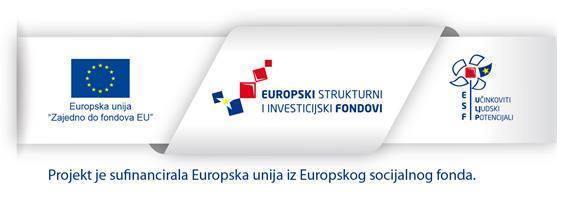 Europska unija
"Zajedno do fondova EU"
EUROPSKI STRUKTURNI
I INVESTICIJSKI FONDOVI
E UČINKOVITI
S LJUDSKI
F POTENCIJALI
Projekt je sufinancirala Europska unija iz Europskog socijalnog fonda.